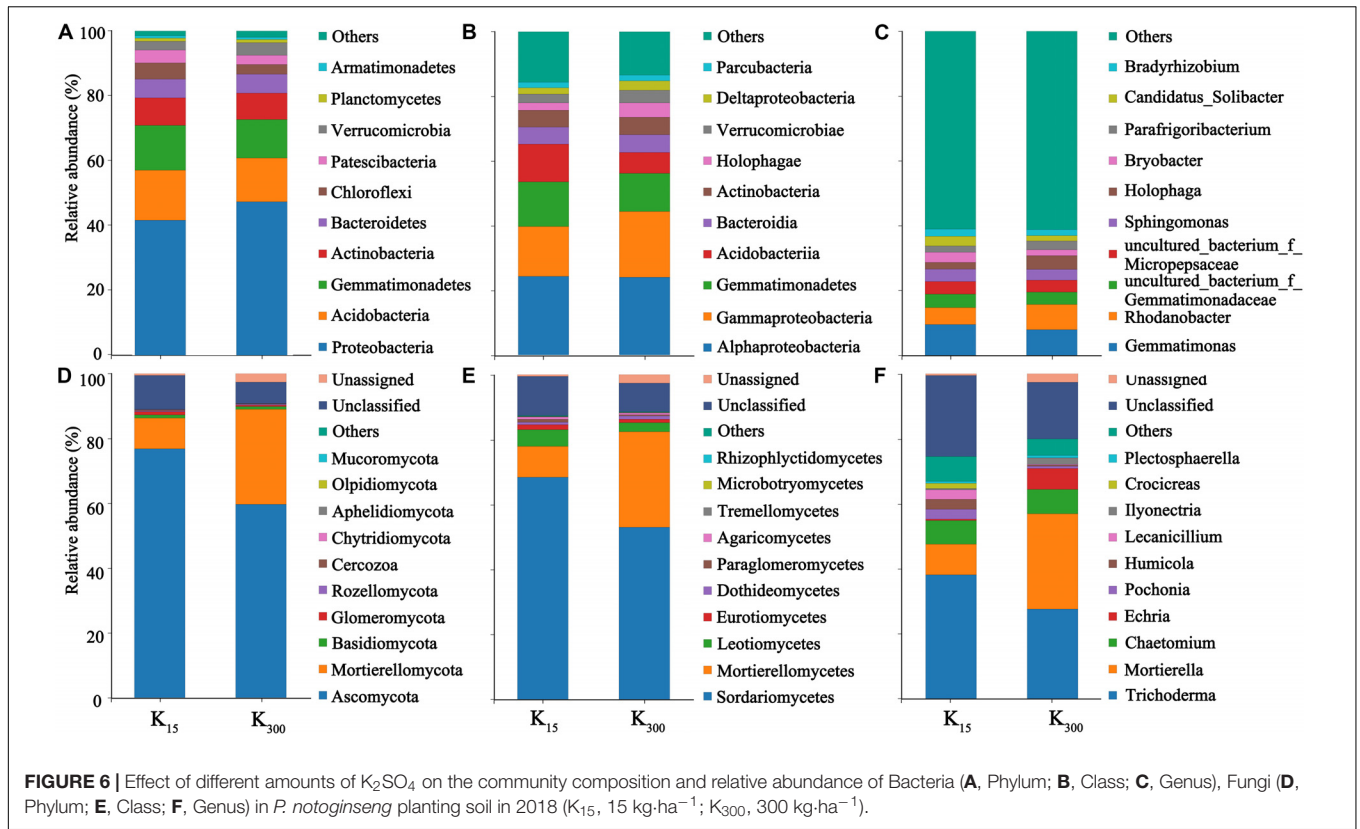 A
Relative abundance (%)
100
80
60
40
20
0
Others
Armatimonadetes
Planctomycetes
Verrucomicrobia
Patescibacteria
Chloroflexi
Bacteroidetes
Actinobacteria
Gemmatimonadetes
Acidobacteria
Proteobacteria
B
Others
Parcubacteria
Deltaproteobacteria
Verrucomicrobiae
Holophagae
Actinobacteria
Bacteroidia
Acidobacteriia
Gemmatimonadetes
Gammaproteobacteria
Alphaproteobacteria
C
Others
Bradyrhizobium
Candidatus_Solibacter
Parafrigoribacterium
Bryobacter
Holophaga
Sphingomonas
uncultured_bacterium_f_
Micropepsaceae
uncultured_bacterium_f_
Gemmatimonadaceae
Rhodanobacter
Gemmatimonas
D
Relative abundance (%)
100
80
60
40
20
0
K₁₅
K₃₀₀
Unassigned
Unclassified
Others
Mucoromycota
Olpidiomycota
Aphelidiomycota
Chytridiomycota
Cercozoa
Rozellomycota
Glomeromycota
Basidiomycota
Mortierellomycota
Ascomycota
E
K₁₅
K₃₀₀
Unassigned
Unclassified
Others
Rhizophlyctidomycetes
Microbotryomycetes
Tremellomycetes
Agaricomycetes
Paraglomeromycetes
Dothideomycetes
Eurotiomycetes
Leotiomycetes
Mortierellomycetes
Sordariomycetes
F
K₁₅
K₃₀₀
Unassigned
Unclassified
Others
Plectosphaerella
Crocicreas
Ilyonectria
Lecanicillium
Humicola
Pochonia
Echria
Chaetomium
Mortierella
Trichoderma
FIGURE 6 | Effect of different amounts of K₂SO₄ on the community composition and relative abundance of Bacteria (A, Phylum; B, Class; C, Genus), Fungi (D,
Phylum; E, Class; F, Genus) in P. notoginseng planting soil in 2018 (K₁₅, 15 kg·ha⁻¹; K₃₀₀, 300 kg·ha⁻¹).